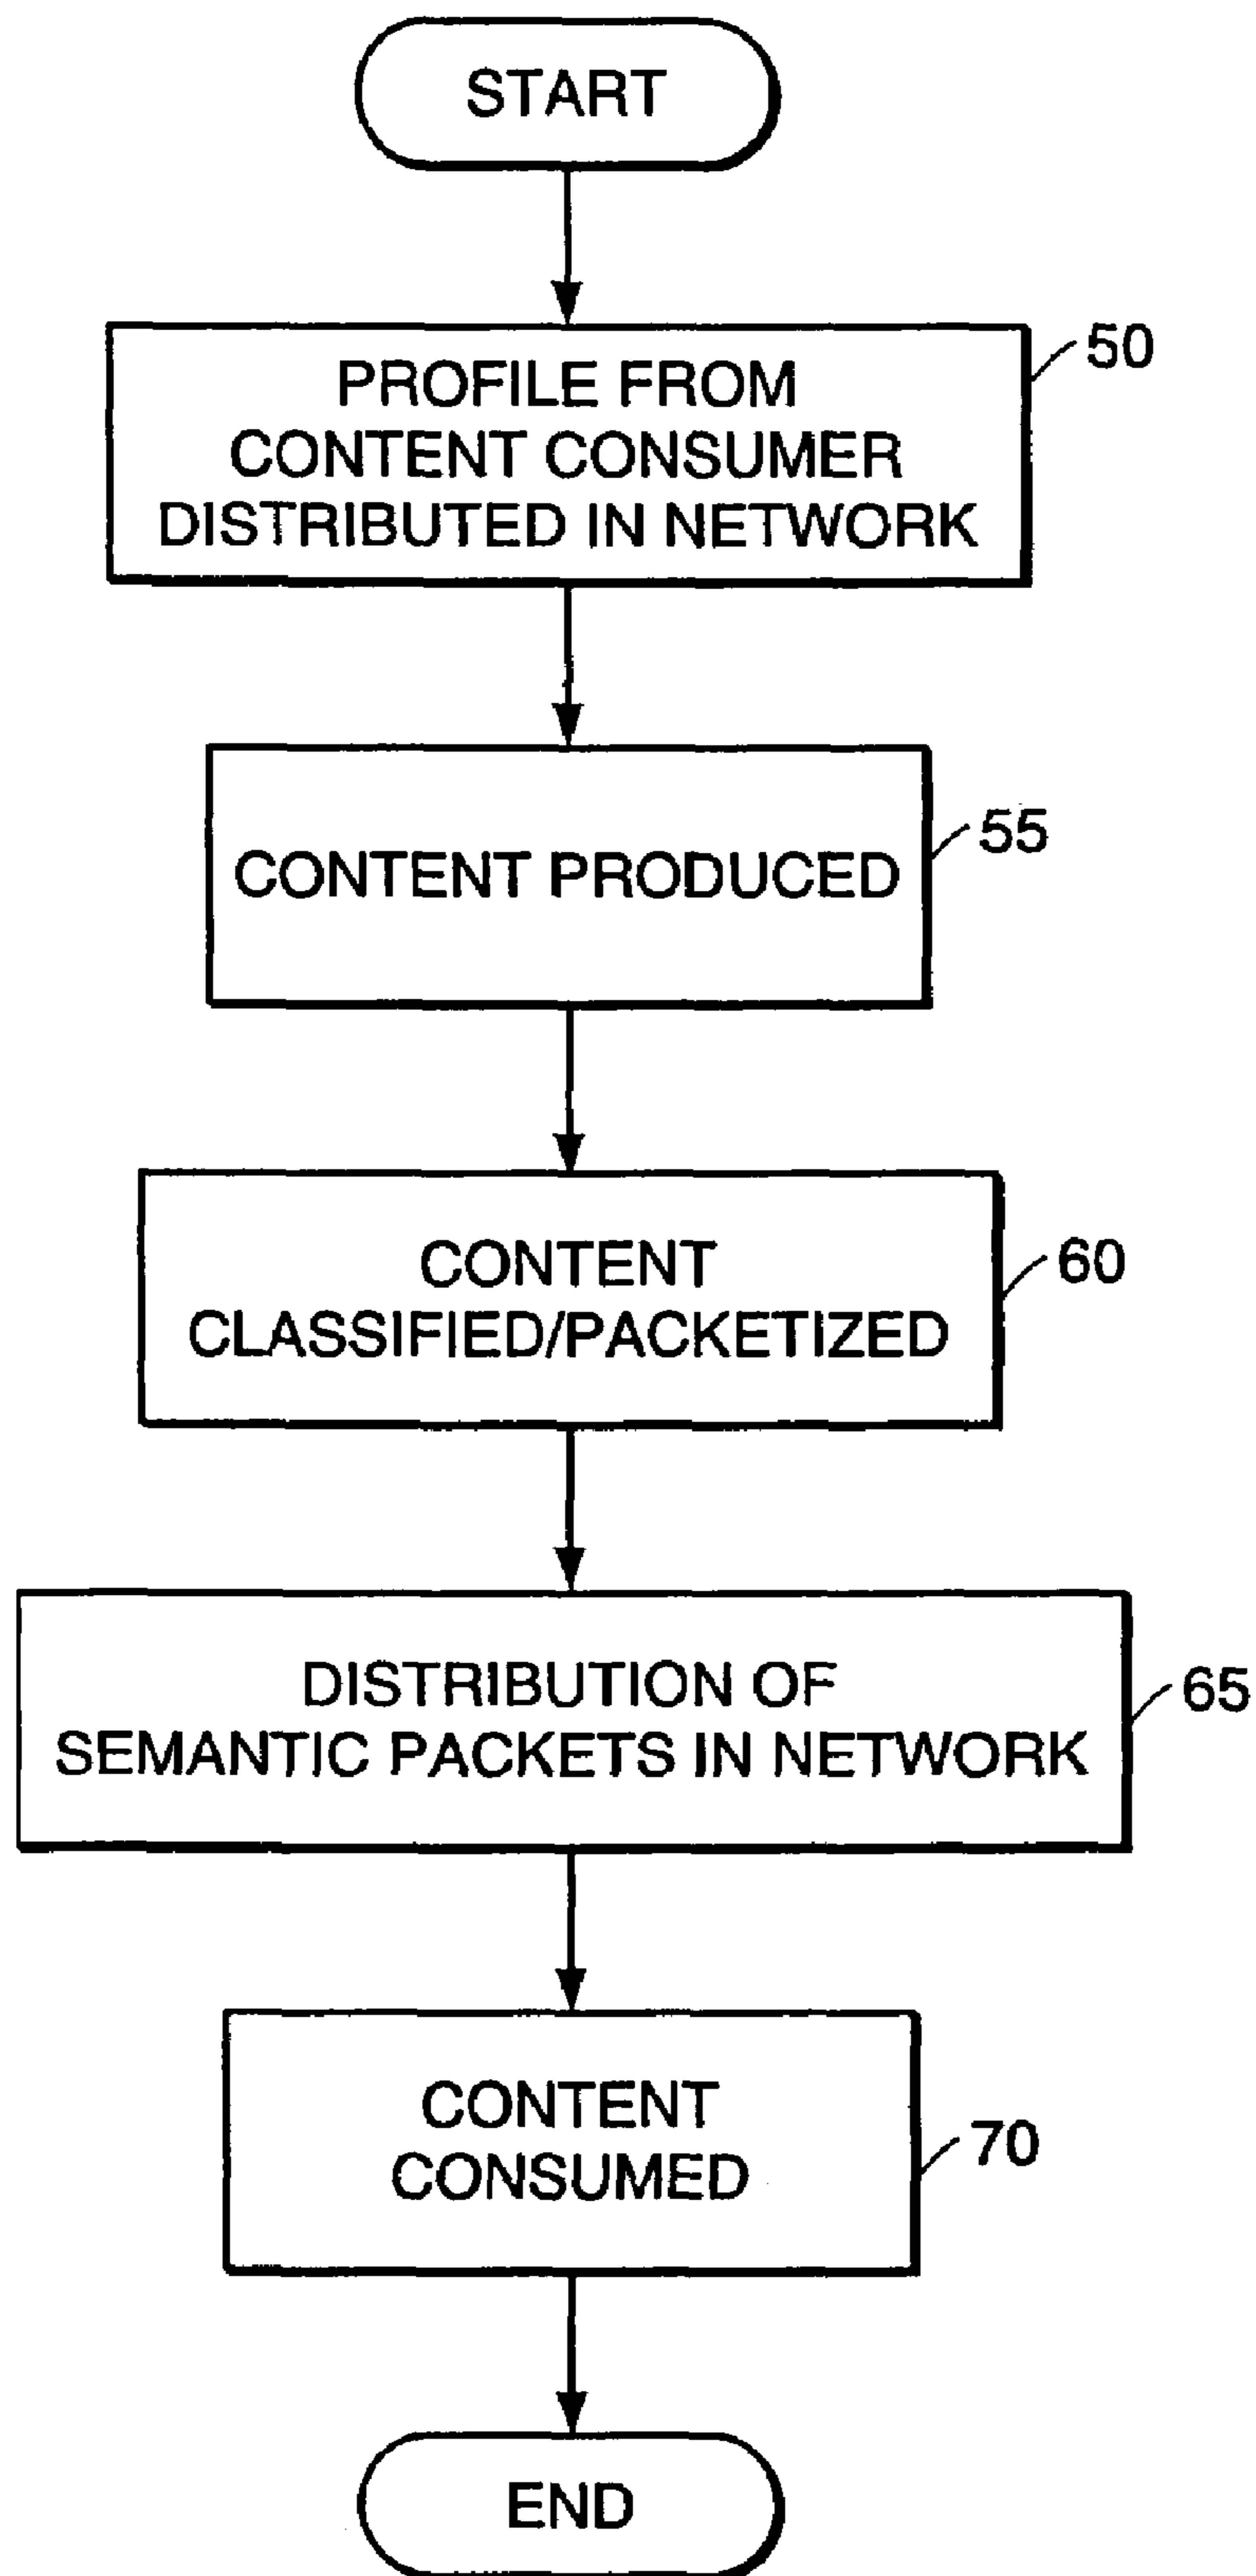 START
PROFILE FROM
CONTENT CONSUMER
DISTRIBUTED IN NETWORK
50
CONTENT PRODUCED
55
CONTENT
CLASSIFIED/PACKETIZED
60
DISTRIBUTION OF
SEMANTIC PACKETS IN NETWORK
65
CONTENT
CONSUMED
70
END